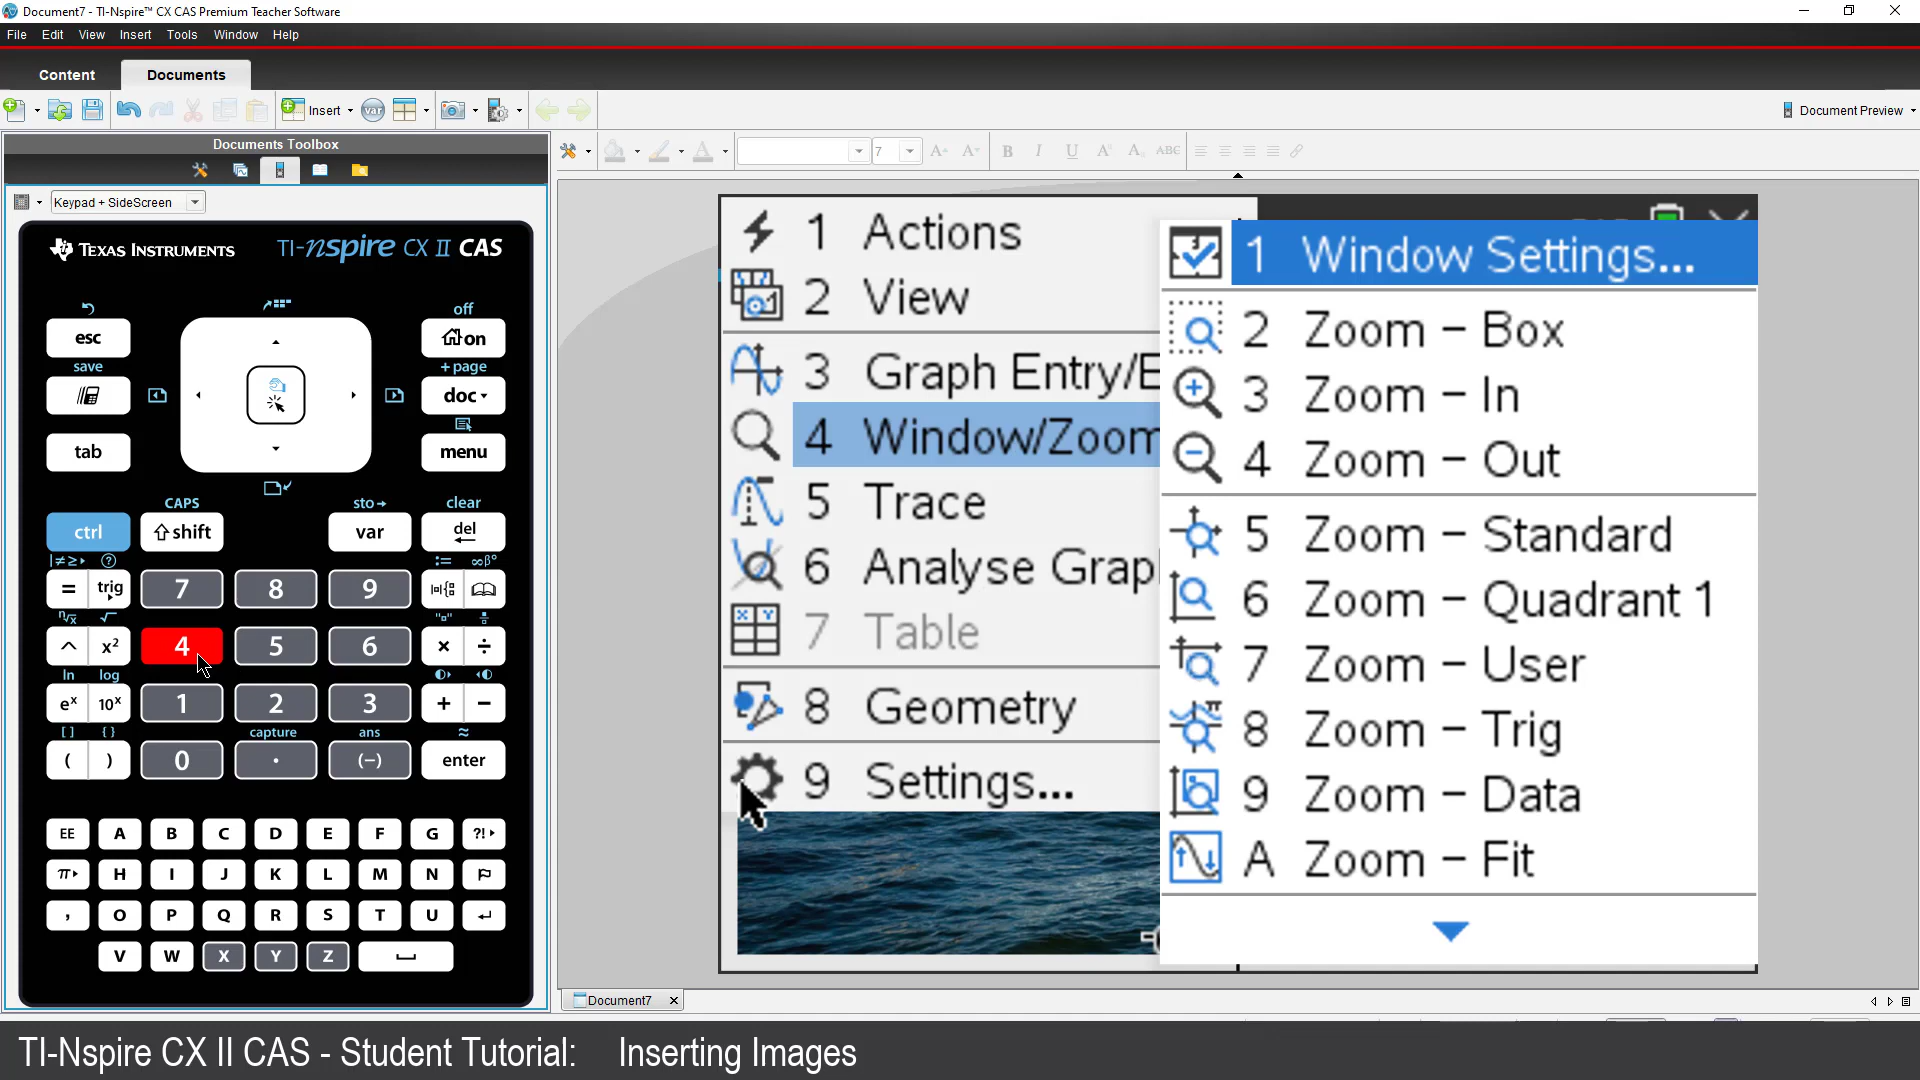 Document7 - TI-Nspire™ CX CAS Premium Teacher Software
File Edit View Insert Tools Window Help
Content Documents
Insert var Document Preview
Documents Toolbox
7 B I U A A ABC
Keypad + SideScreen
TEXAS INSTRUMENTS TI-nspire CX II CAS
off
esc on
save + page
doc
tab menu
CAPS sto→ clear
ctrl shift var del
= trig 7 8 9
n√x √
^ x² 4 5 6 × ÷
ln log
eˣ 10ˣ 1 2 3 + −
[ ] { } capture ans ≈
( ) 0 . (−) enter
EE A B C D E F G ?!▸
π▸ H I J K L M N
, O P Q R S T U ↵
V W X Y Z
1 Actions
2 View
3 Graph Entry/E
4 Window/Zoom
5 Trace
6 Analyse Grap
7 Table
8 Geometry
9 Settings...
1 Window Settings...
2 Zoom – Box
3 Zoom – In
4 Zoom – Out
5 Zoom – Standard
6 Zoom – Quadrant 1
7 Zoom – User
8 Zoom – Trig
9 Zoom – Data
A Zoom – Fit
Document7
TI-Nspire CX II CAS - Student Tutorial: Inserting Images